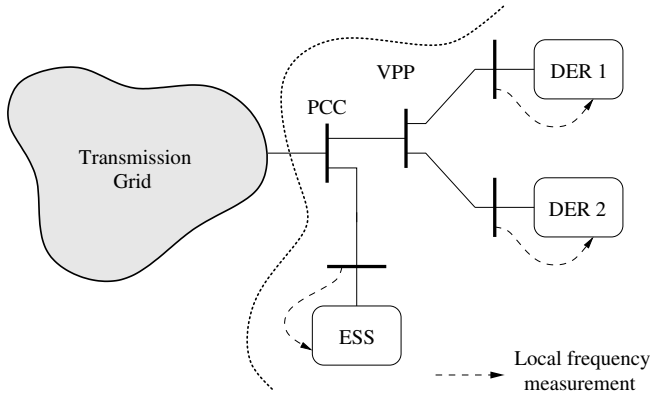 VPP
DER 1
PCC
Transmission
Grid
DER 2
ESS
Local frequency
measurement